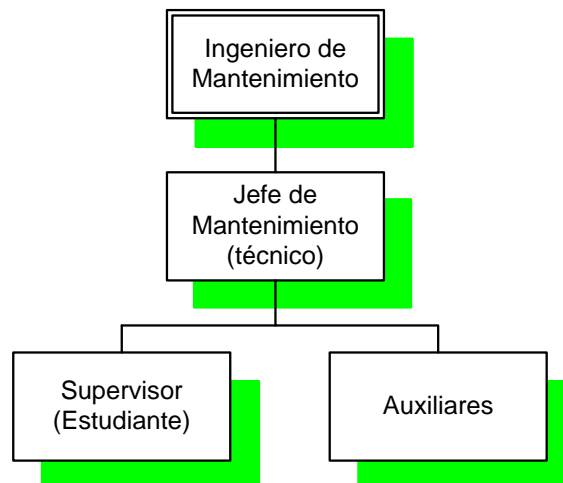 Ingeniero de
Mantenimiento
Jefe de
Mantenimiento
(técnico)
Supervisor
(Estudiante)
Auxiliares